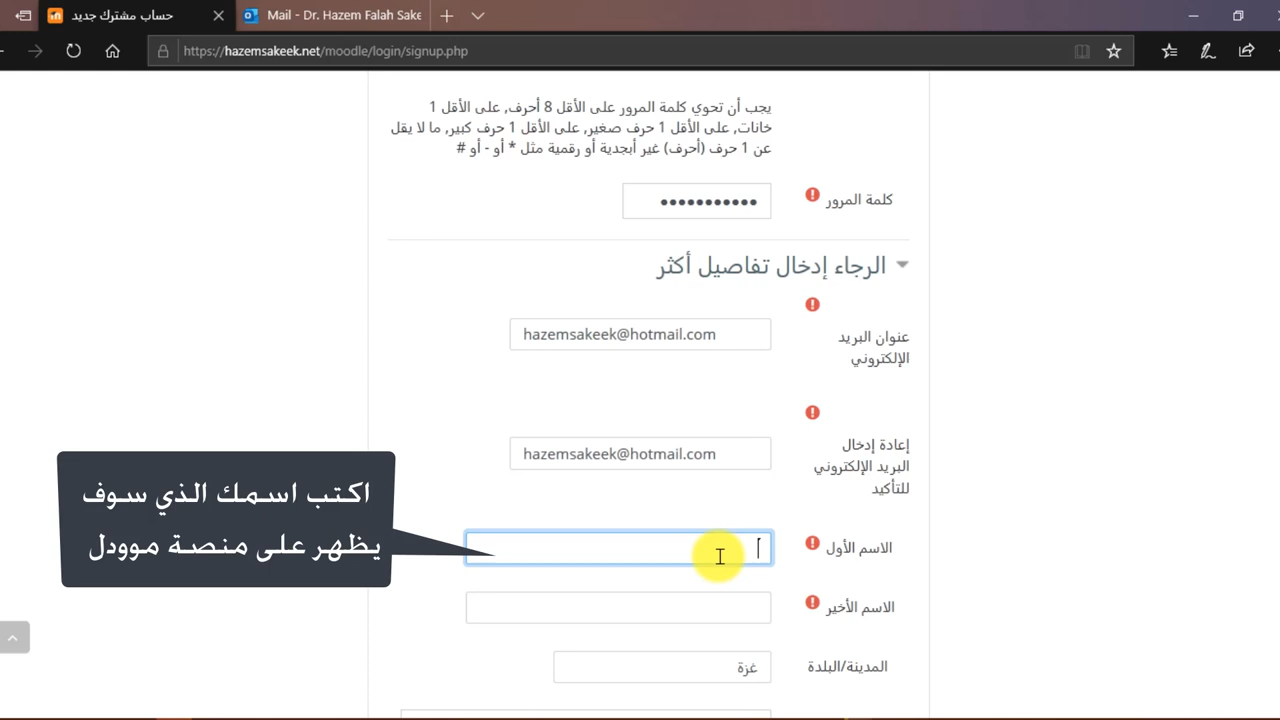 حساب مشترك جديد
Mail - Dr. Hazem Falah Sake
https://hazemsakeek.net/moodle/login/signup.php
يجب أن تحوي كلمة المرور على الأقل 8 أحرف, على الأقل 1
خانات, على الأقل 1 حرف صغير, على الأقل 1 حرف كبير, ما لا يقل
عن 1 حرف (أحرف) غير أبجدية أو رقمية مثل * أو - أو #
كلمة المرور
•••••••••••
الرجاء إدخال تفاصيل أكثر
عنوان البريد
الإلكتروني
hazemsakeek@hotmail.com
إعادة إدخال
البريد الإلكتروني
للتأكيد
hazemsakeek@hotmail.com
اكتب اسمك الذي سوف
يظهر على منصة موودل
الاسم الأول
الاسم الأخير
المدينة/البلدة
غزة